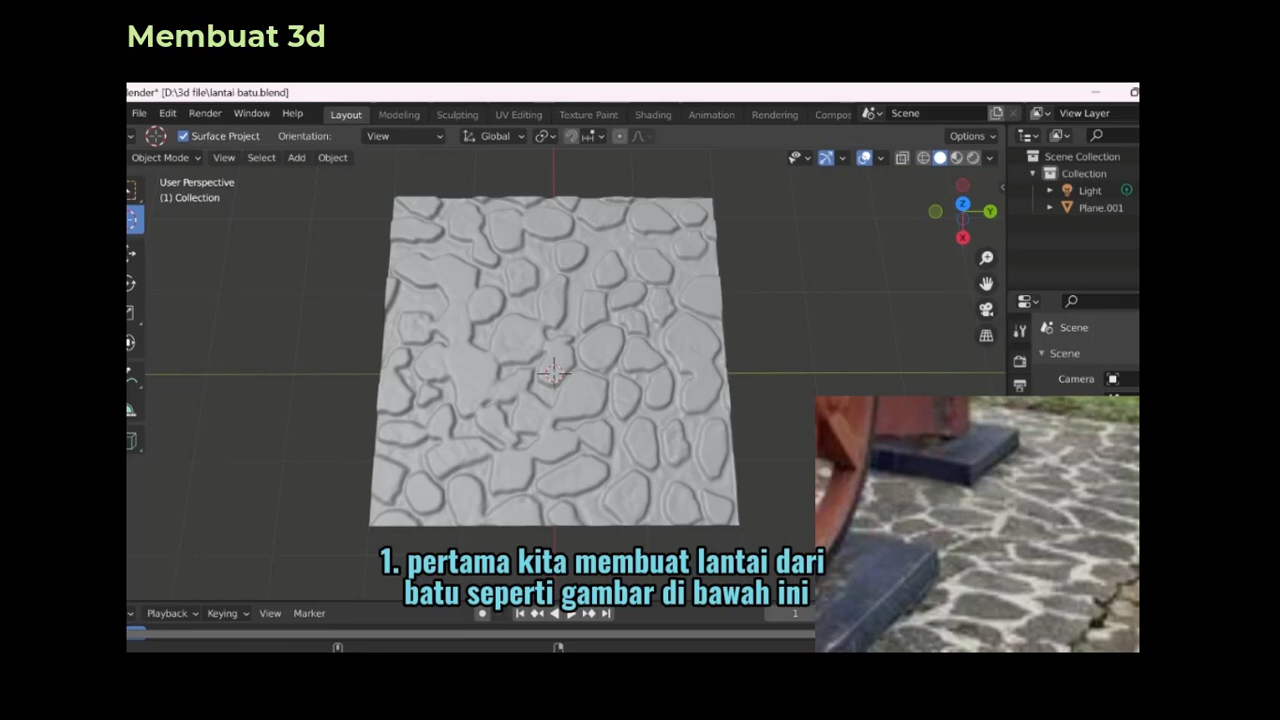 Membuat 3d
ender* [D:\3d file\lantai batu.blend]
File Edit Render Window Help Layout Modeling Sculpting UV Editing Texture Paint Shading Animation Rendering Compos Scene View Layer
Surface Project Orientation: View Global Options
Object Mode View Select Add Object
User Perspective
(1) Collection
Scene Collection
Collection
Light
Plane.001
Z
Y
X
Scene
Scene
Camera
1. pertama kita membuat lantai dari
batu seperti gambar di bawah ini
Playback Keying View Marker 1